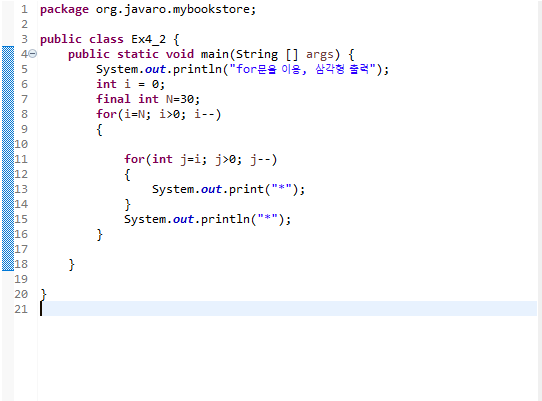 1 package org.javaro.mybookstore;
2
3 public class Ex4_2 {
4 public static void main(String [] args) {
5 System.out.println("for문을 이용, 삼각형 출력");
6 int i = 0;
7 final int N=30;
8 for(i=N; i>0; i--)
9 {
10
11 for(int j=i; j>0; j--)
12 {
13 System.out.print("*");
14 }
15 System.out.println("*");
16 }
17
18 }
19
20 }
21